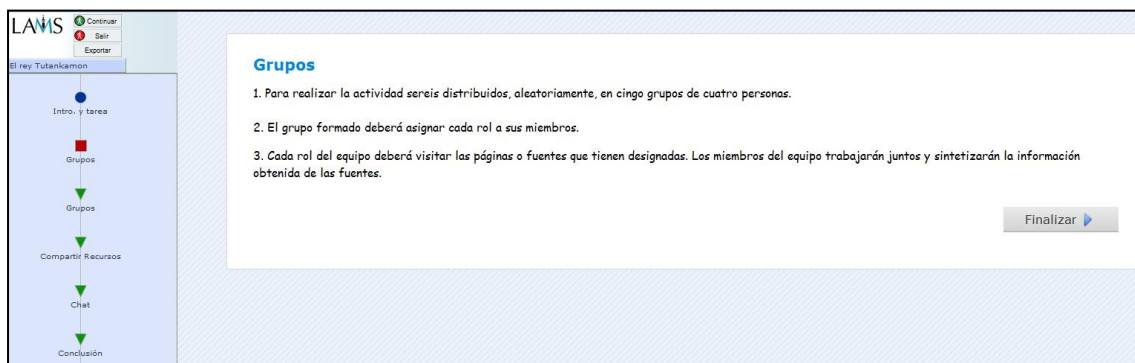 LAMS
Continuar
Salir
Exportar
El rey Tutankamon
Intro. y tarea
Grupos
Grupos
Compartir Recursos
Chat
Conclusión
Grupos
1. Para realizar la actividad sereis distribuidos, aleatoriamente, en cingo grupos de cuatro personas.
2. El grupo formado deberá asignar cada rol a sus miembros.
3. Cada rol del equipo deberá visitar las páginas o fuentes que tienen designadas. Los miembros del equipo trabajarán juntos y sintetizarán la información
obtenida de las fuentes.
Finalizar